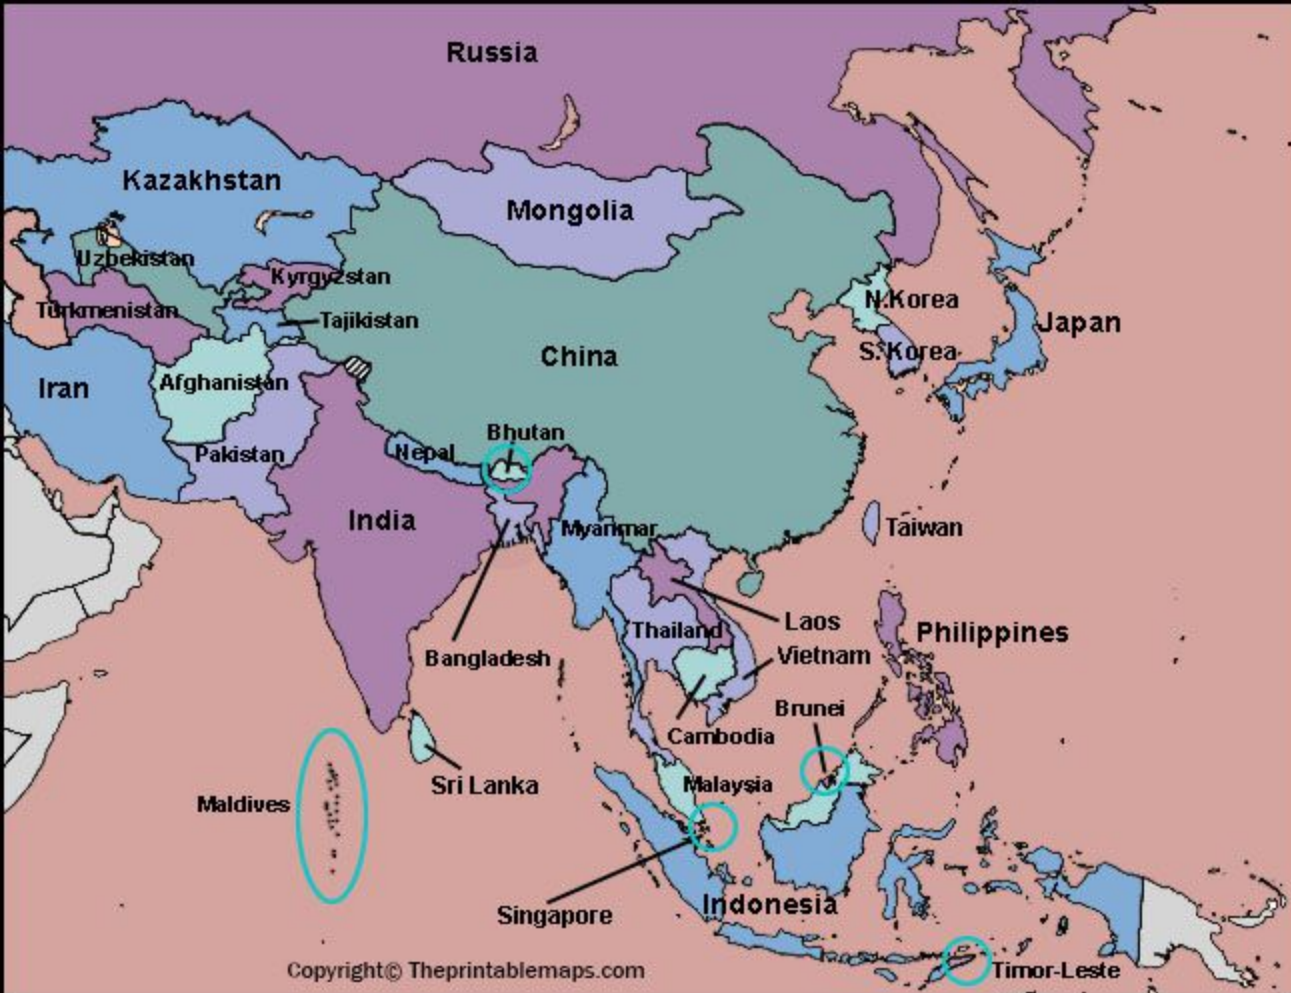 Russia
Kazakhstan
Mongolia
Uzbekistan
Kyrgyzstan
Turkmenistan
Tajikistan
N.Korea
Japan
S. Korea
China
Iran
Afghanistan
Bhutan
Pakistan
Nepal
India
Myanmar
Taiwan
Laos
Thailand
Philippines
Bangladesh
Vietnam
Brunei
Cambodia
Sri Lanka
Malaysia
Maldives
Singapore
Indonesia
Copyright© Theprintablemaps.com
Timor-Leste